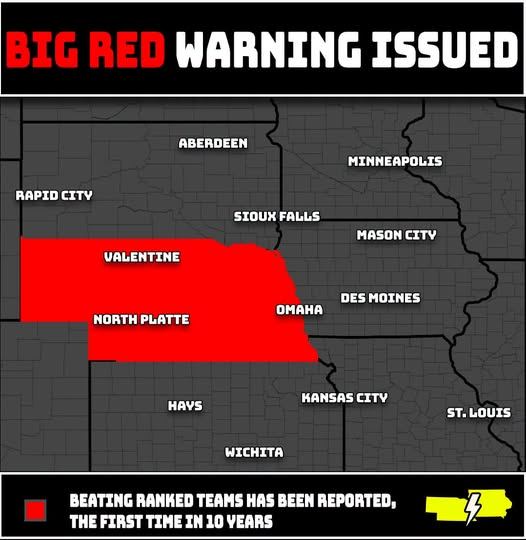 BIG RED WARNING ISSUED
ABERDEEN
MINNEAPOLIS
RAPID CITY
SIOUX FALLS
MASON CITY
VALENTINE
DES MOINES
OMAHA
NORTH PLATTE
KANSAS CITY
HAYS
ST. LOUIS
WICHITA
BEATING RANKED TEAMS HAS BEEN REPORTED,
THE FIRST TIME IN 10 YEARS